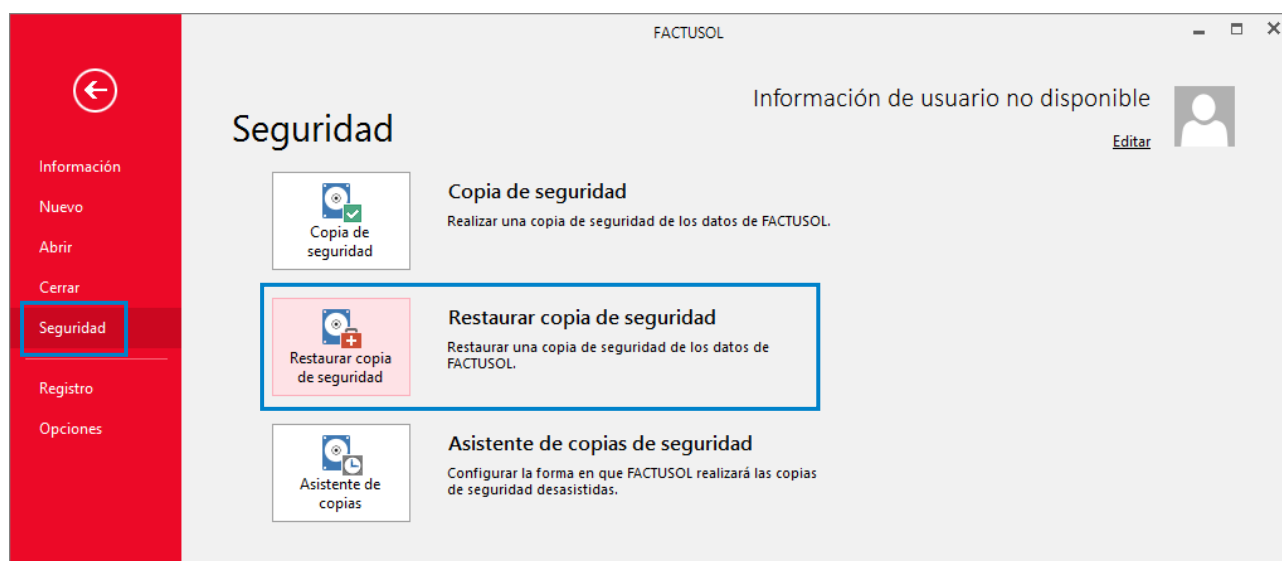 FACTUSOL
Información de usuario no disponible
Editar
Seguridad
Información
Nuevo
Abrir
Cerrar
Seguridad
Registro
Opciones
Copia de
seguridad
Copia de seguridad
Realizar una copia de seguridad de los datos de FACTUSOL.
Restaurar copia
de seguridad
Restaurar copia de seguridad
Restaurar una copia de seguridad de los datos de
FACTUSOL.
Asistente de
copias
Asistente de copias de seguridad
Configurar la forma en que FACTUSOL realizará las copias
de seguridad desasistidas.